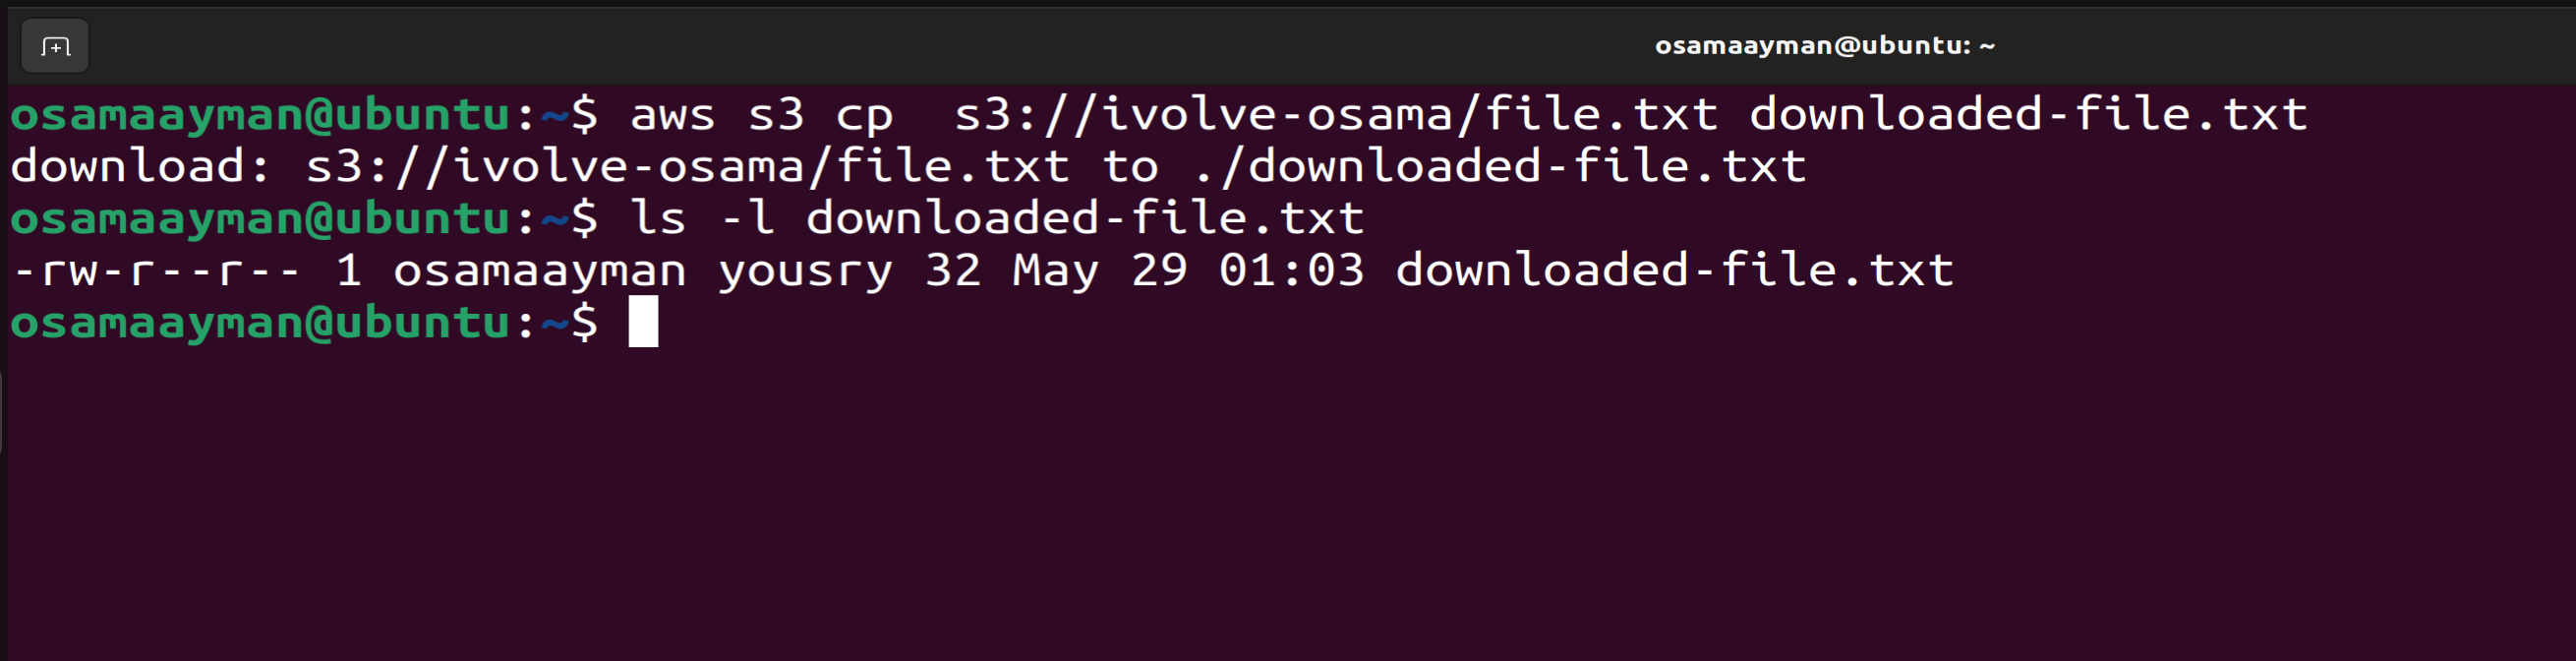 osamaayman@ubuntu: ~
osamaayman@ubuntu:~$ aws s3 cp  s3://ivolve-osama/file.txt downloaded-file.txt
download: s3://ivolve-osama/file.txt to ./downloaded-file.txt
osamaayman@ubuntu:~$ ls -l downloaded-file.txt
-rw-r--r-- 1 osamaayman yousry 32 May 29 01:03 downloaded-file.txt
osamaayman@ubuntu:~$